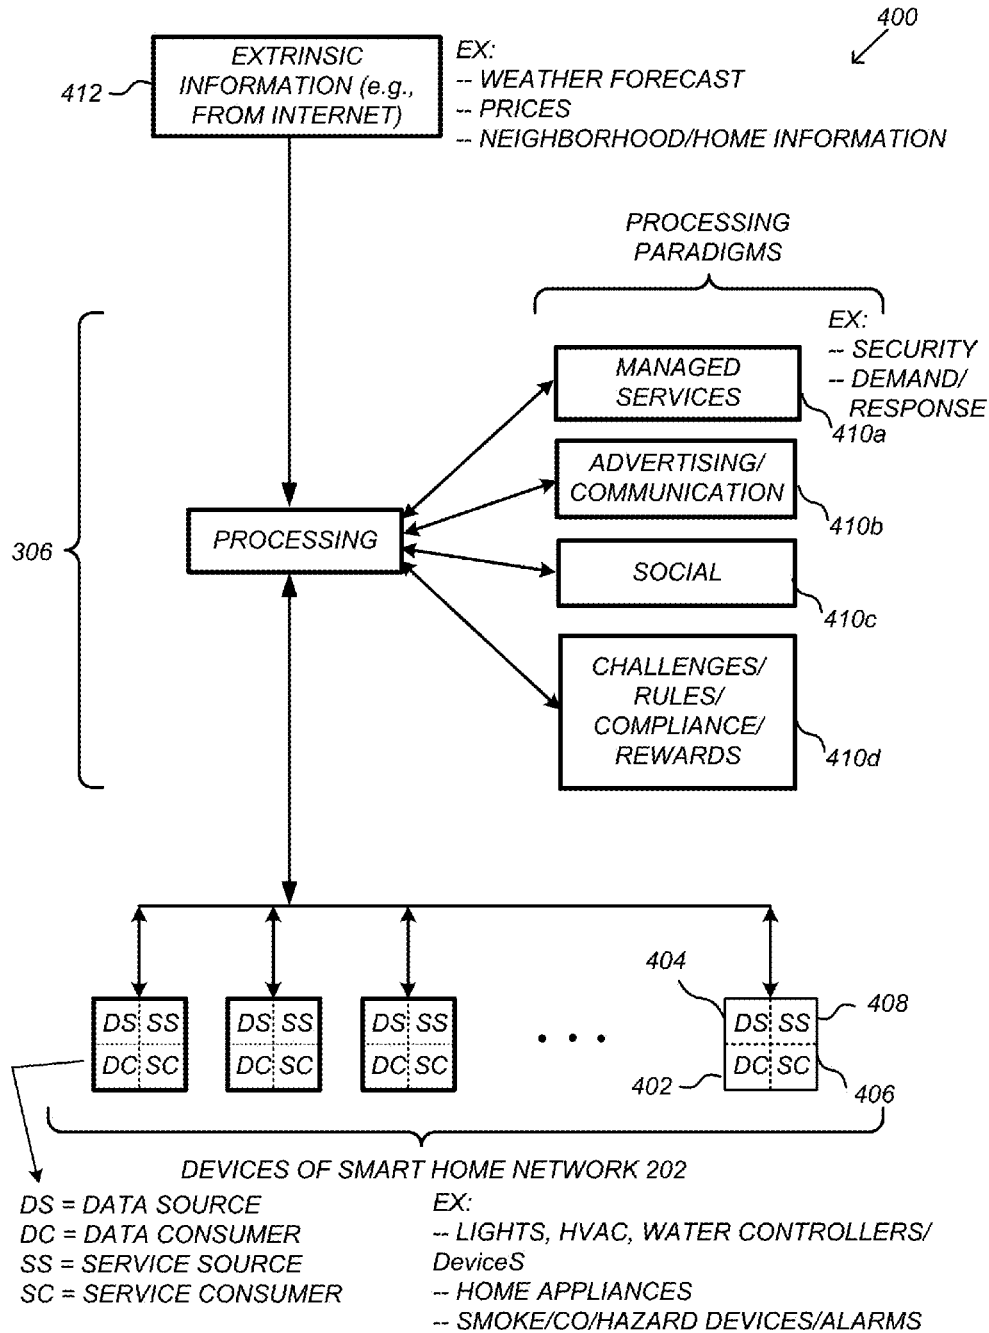 400
EXTRINSIC
INFORMATION (e.g.,
FROM INTERNET)
412
EX:
-- WEATHER FORECAST
-- PRICES
-- NEIGHBORHOOD/HOME INFORMATION
PROCESSING
PARADIGMS
EX:
-- SECURITY
-- DEMAND/
RESPONSE
MANAGED
SERVICES
410a
ADVERTISING/
COMMUNICATION
410b
306
PROCESSING
SOCIAL
410c
CHALLENGES/
RULES/
COMPLIANCE/
REWARDS
410d
404
408
DS SS
DC SC
DS SS
DC SC
DS SS
DC SC
. . .
DS SS
DC SC
402
406
DEVICES OF SMART HOME NETWORK 202
DS = DATA SOURCE
DC = DATA CONSUMER
SS = SERVICE SOURCE
SC = SERVICE CONSUMER
EX:
-- LIGHTS, HVAC, WATER CONTROLLERS/
DeviceS
-- HOME APPLIANCES
-- SMOKE/CO/HAZARD DEVICES/ALARMS